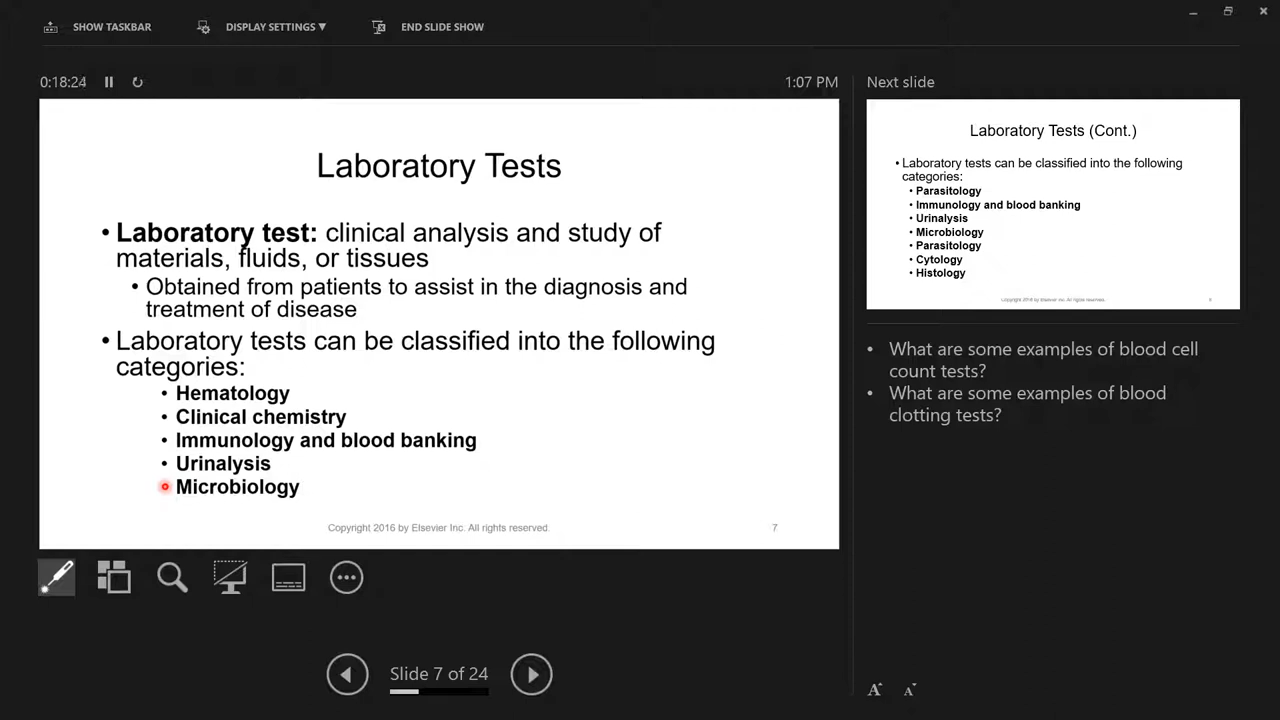 SHOW TASKBAR
DISPLAY SETTINGS ▼
END SLIDE SHOW
0:18:24
1:07 PM
Laboratory Tests
• Laboratory test: clinical analysis and study of
materials, fluids, or tissues
• Obtained from patients to assist in the diagnosis and
treatment of disease
• Laboratory tests can be classified into the following
categories:
• Hematology
• Clinical chemistry
• Immunology and blood banking
• Urinalysis
Microbiology
Copyright 2016 by Elsevier Inc. All rights reserved.
7
Slide 7 of 24
Next slide
Laboratory Tests (Cont.)
• Laboratory tests can be classified into the following
categories:
• Parasitology
• Immunology and blood banking
• Urinalysis
• Microbiology
• Parasitology
• Cytology
• Histology
Copyright 2016 by Elsevier Inc. All rights reserved.
• What are some examples of blood cell
count tests?
• What are some examples of blood
clotting tests?
A A